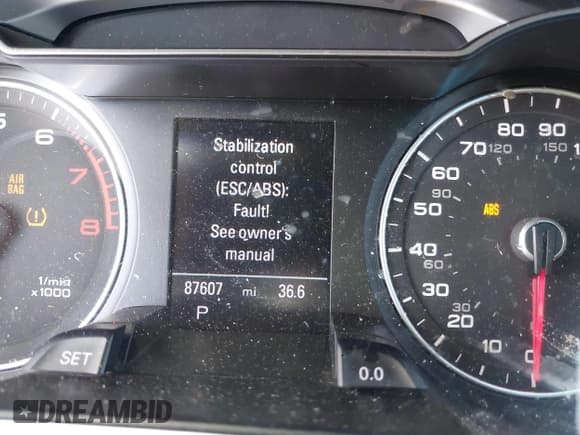 Stabilization
control
(ESC/ABS):
Fault!
See owner's
manual
87607 mi 36.6
P
5 6 7 8
AIR
BAG
1/min
x1000
SET
0.0
80 90
70 120 150
60
90
50
ABS
40
60
30
30
20
10
0
DREAMBID